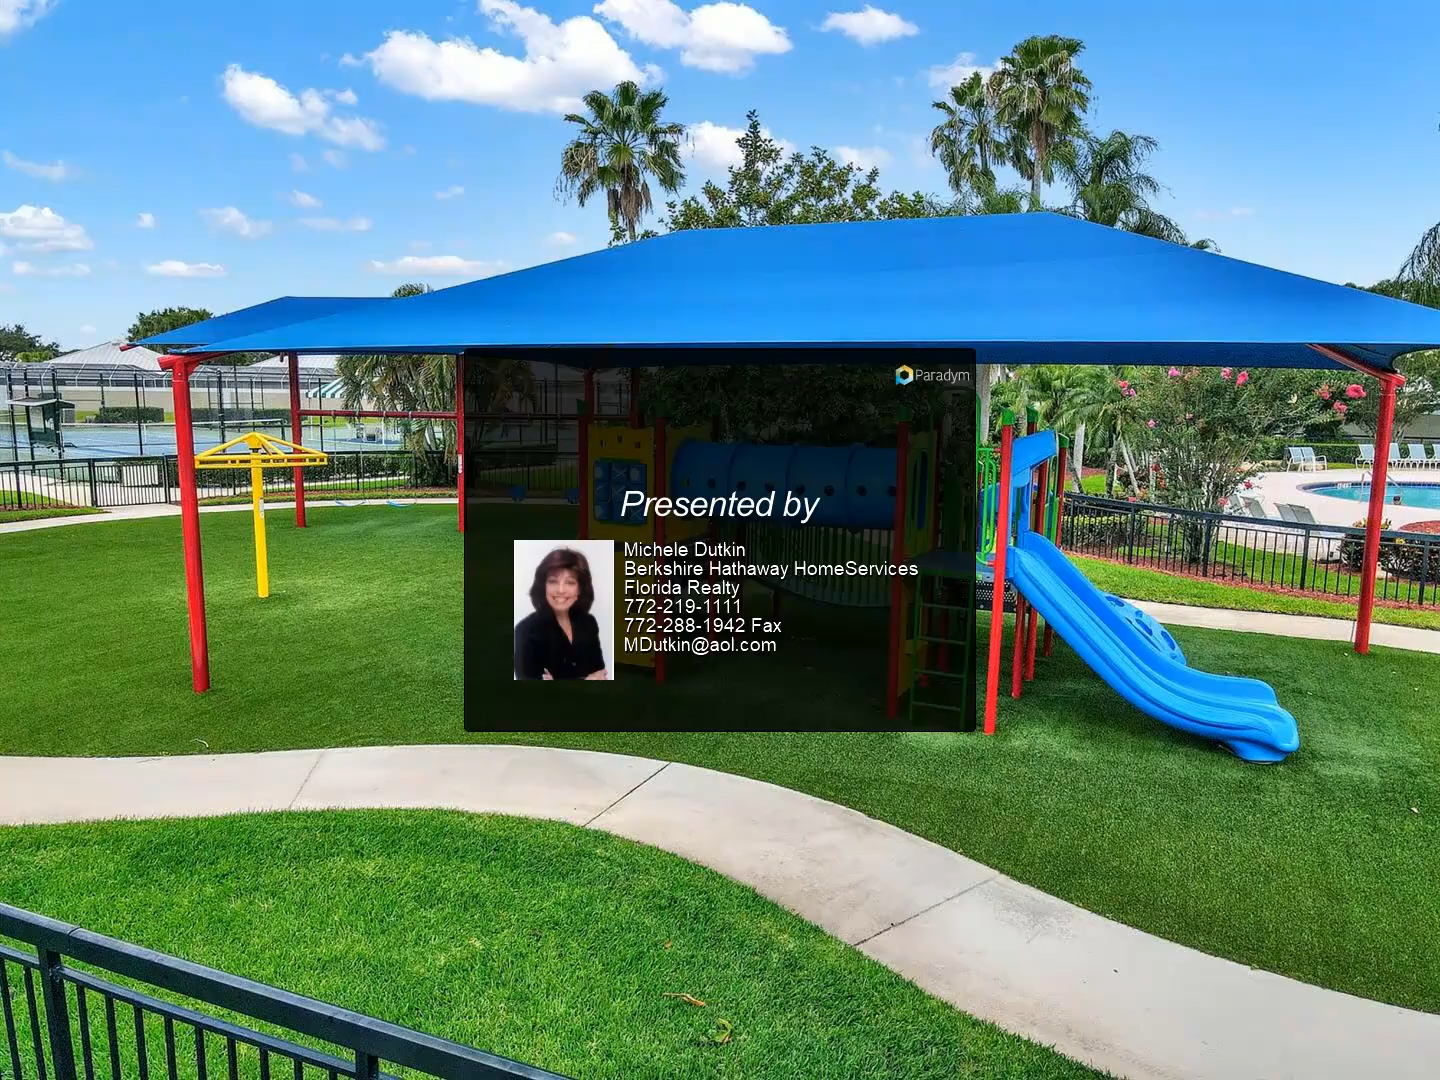 Paradym
Presented by
Michele Dutkin
Berkshire Hathaway HomeServices
Florida Realty
772-219-1111
772-288-1942 Fax
MDutkin@aol.com